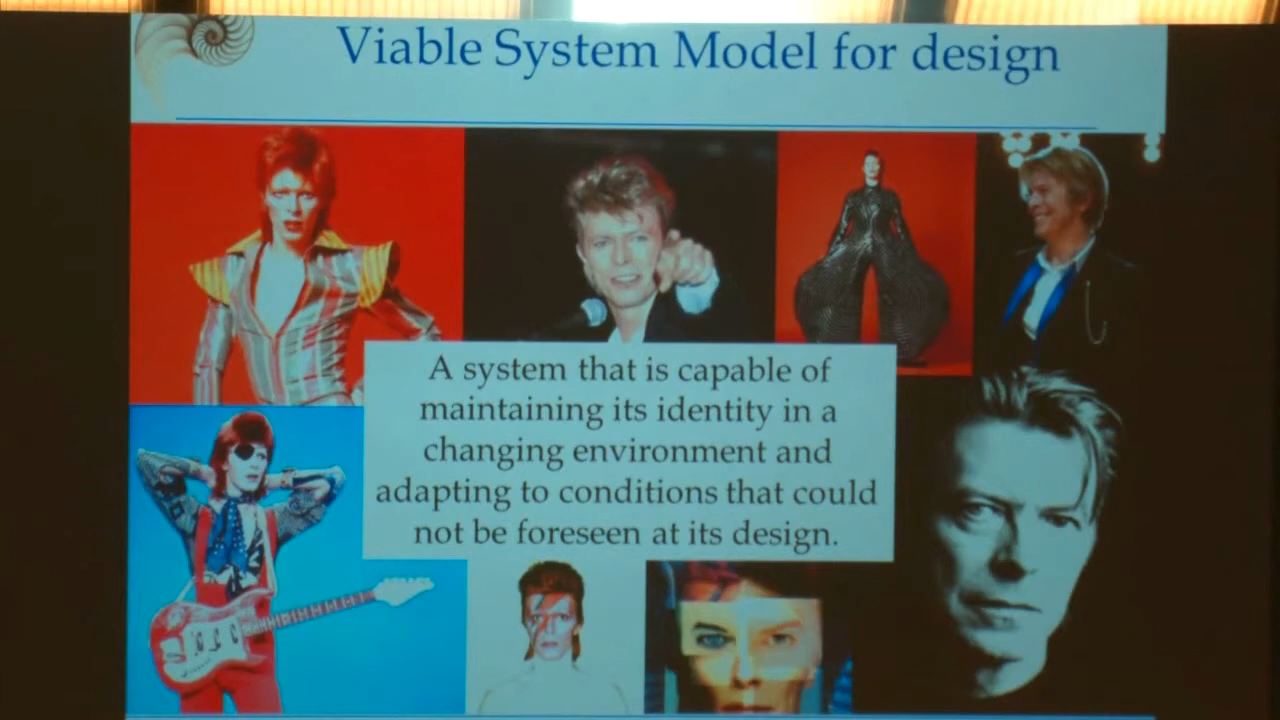 Viable System Model for design
A system that is capable of
maintaining its identity in a
changing environment and
adapting to conditions that could
not be foreseen at its design.